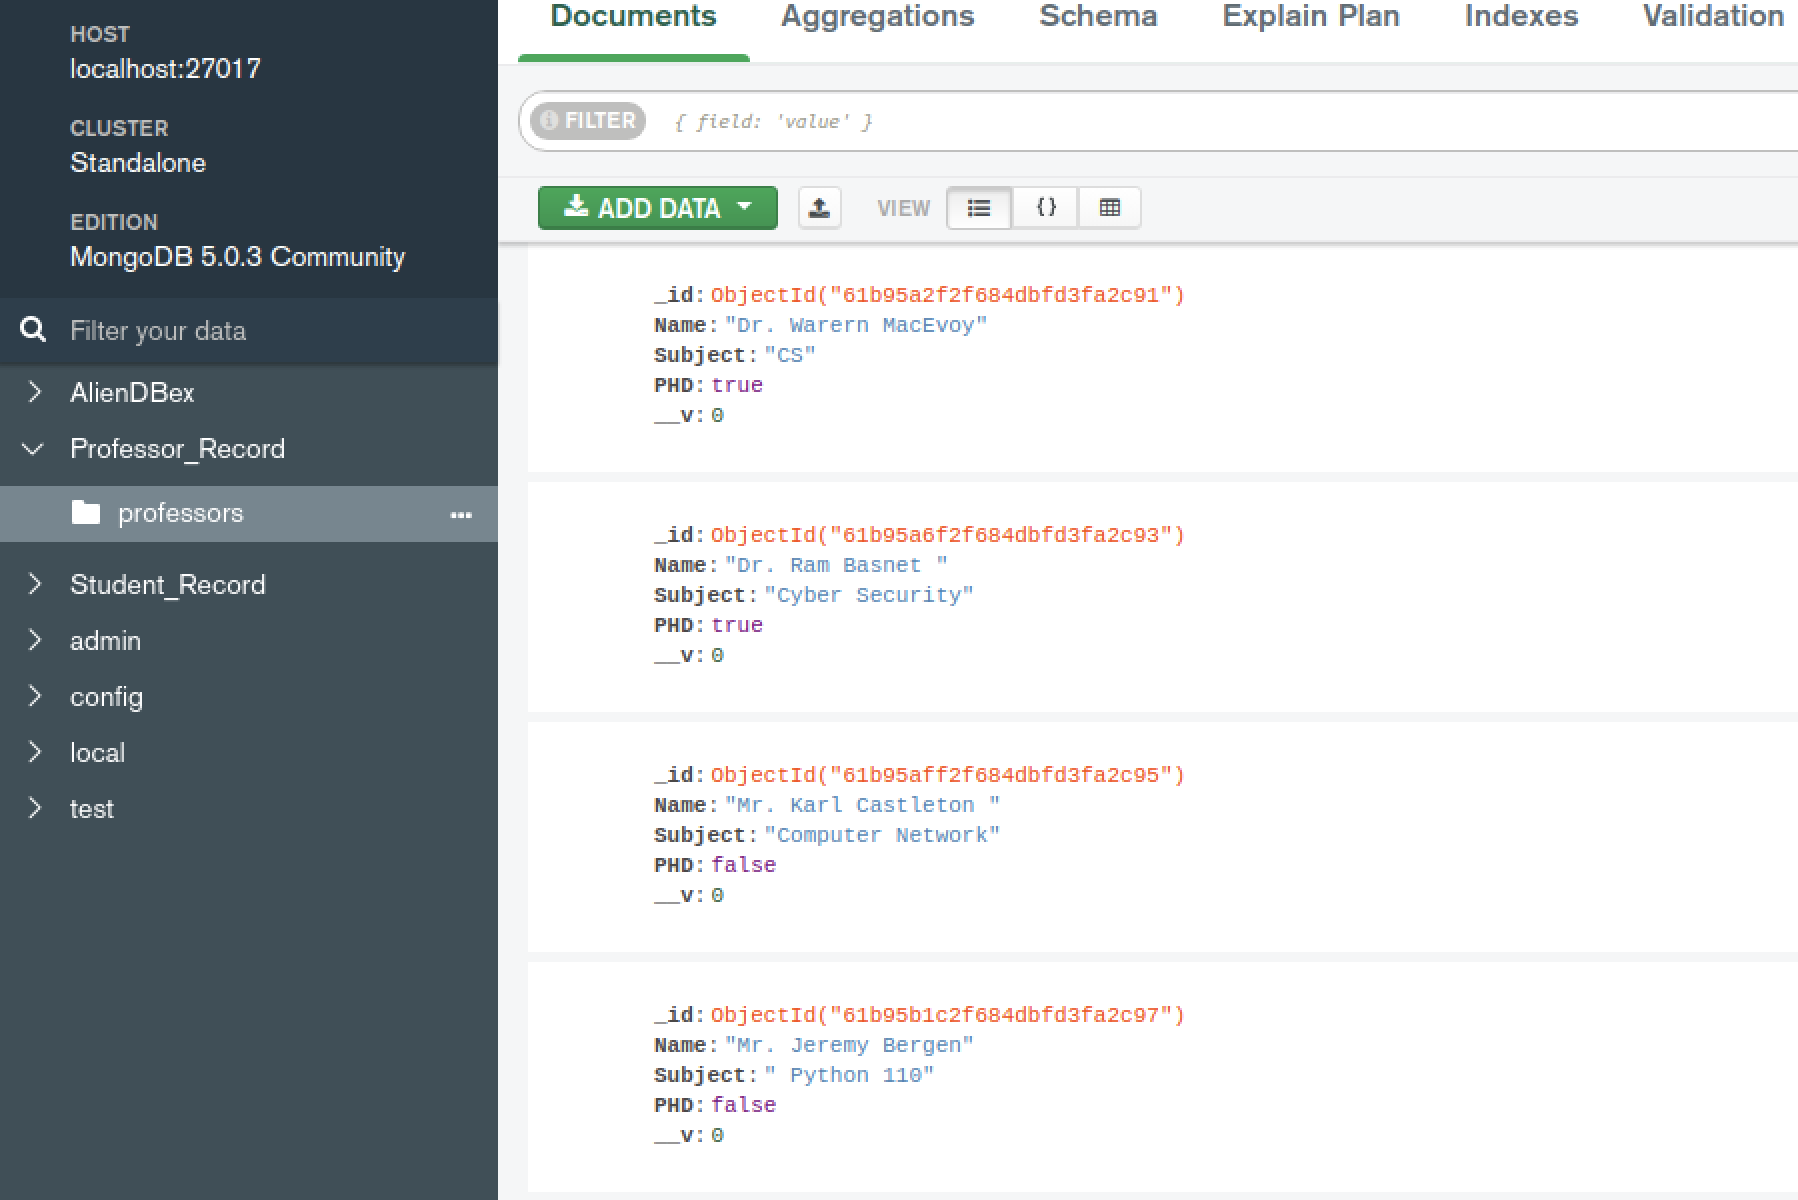 HOST
localhost:27017
CLUSTER
Standalone
EDITION
MongoDB 5.0.3 Community
Filter your data
AlienDBex
Professor_Record
professors
Student_Record
admin
config
local
test
Documents Aggregations Schema Explain Plan Indexes Validation
FILTER { field: 'value' }
ADD DATA VIEW {}
_id: ObjectId("61b95a2f2f684dbfd3fa2c91")
Name: "Dr. Warern MacEvoy"
Subject: "CS"
PHD: true
__v: 0
_id: ObjectId("61b95a6f2f684dbfd3fa2c93")
Name: "Dr. Ram Basnet "
Subject: "Cyber Security"
PHD: true
__v: 0
_id: ObjectId("61b95aff2f684dbfd3fa2c95")
Name: "Mr. Karl Castleton "
Subject: "Computer Network"
PHD: false
__v: 0
_id: ObjectId("61b95b1c2f684dbfd3fa2c97")
Name: "Mr. Jeremy Bergen"
Subject: " Python 110"
PHD: false
__v: 0